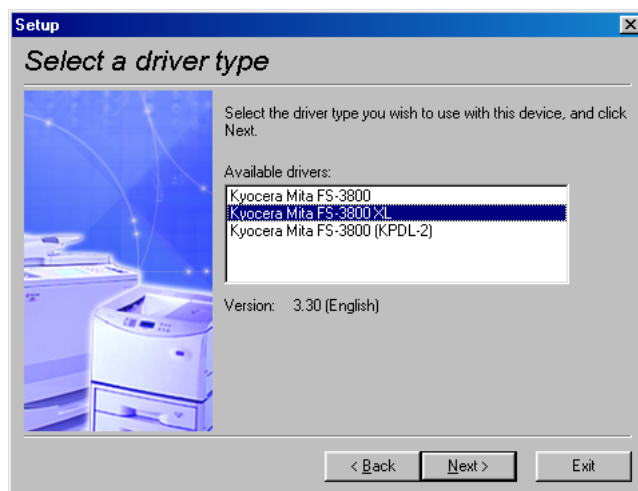 Setup
Select a driver type
Select the driver type you wish to use with this device, and click
Next.
Available drivers:
Kyocera Mita FS-3800
Kyocera Mita FS-3800 XL
Kyocera Mita FS-3800 (KPDL-2)
Version: 3.30 (English)
< Back Next > Exit